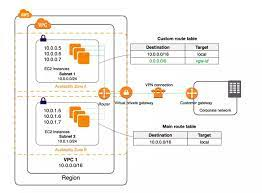 AWS
VPC
10.0.0.5
10.0.0.6
10.0.0.7
EC2 Instances
Subnet 1
10.0.0.0/24
Availability Zone A
10.0.1.5
10.0.1.6
10.0.1.7
EC2 Instances
Subnet 2
10.0.1.0/24
Availability Zone B
VPC 1
10.0.0.0/16
Region
Router
Virtual private gateway
VPN connection
Customer gateway
Corporate network
Custom route table
Destination Target
10.0.0.0/16 local
0.0.0.0/0 vgw-id
Main route table
Destination Target
10.0.0.0/16 local